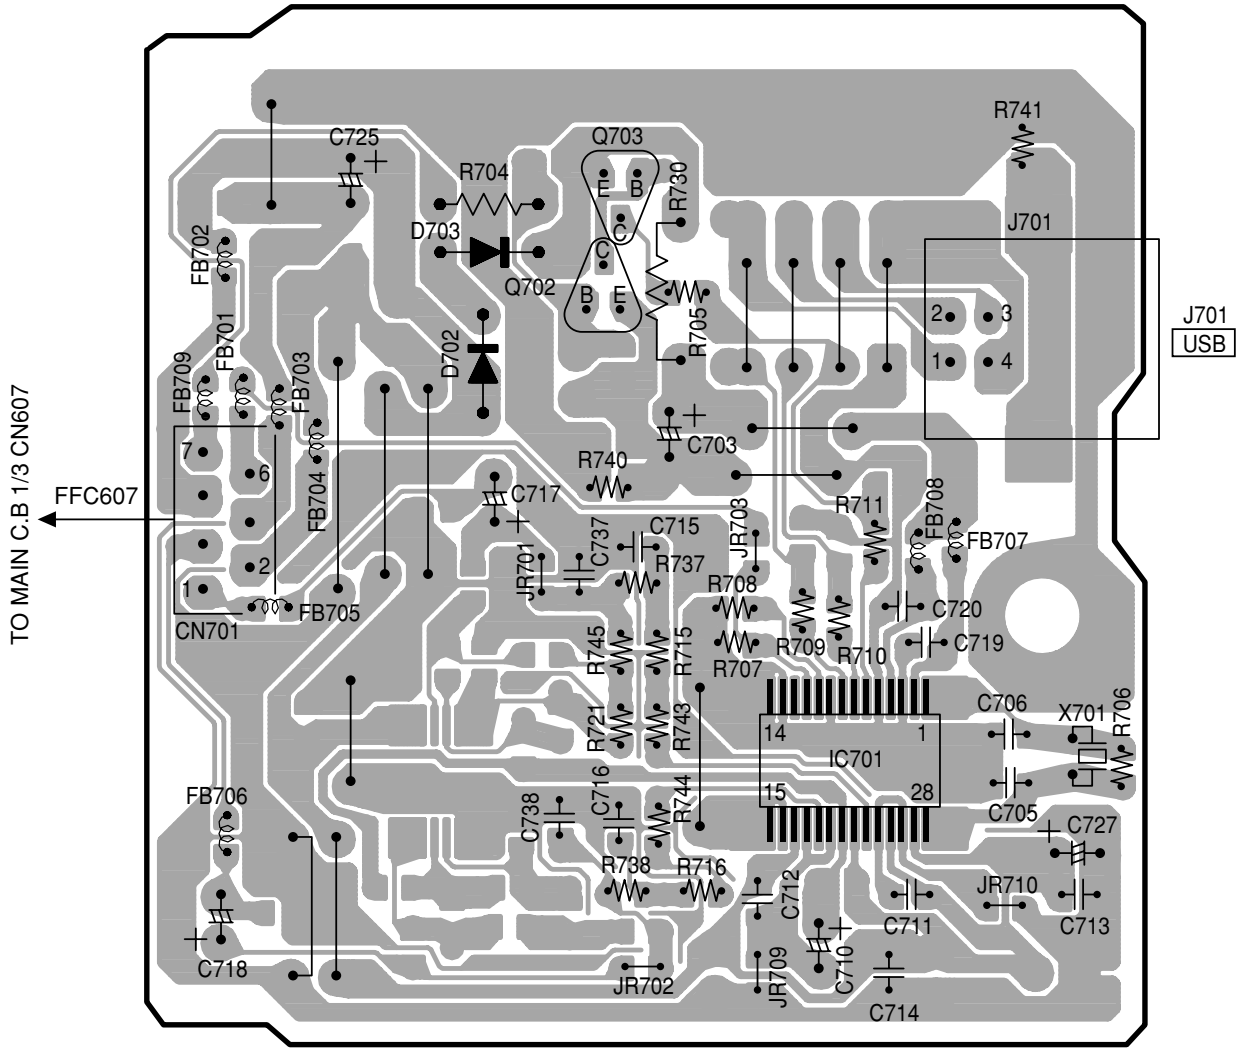 R741
C725
Q703
R704
E
B
R730
D703
C
J701
FB702
C
Q702
B
E
2
3
J701
USB
R705
FB701
D702
1
4
FB709
FB703
C703
7
R740
6
FFC607
TO MAIN C.B 1/3 CN607
FB704
C717
R711
FB708
JR703
C715
C737
FB707
JR701
R737
2
R708
1
FB705
C720
CN701
R745
R715
R709
C719
R710
R707
C706
R706
X701
R721
R743
14
1
IC701
15
28
FB706
C716
R744
C705
C738
C727
R738
R716
C712
JR710
C711
C713
C718
JR709
C710
JR702
C714